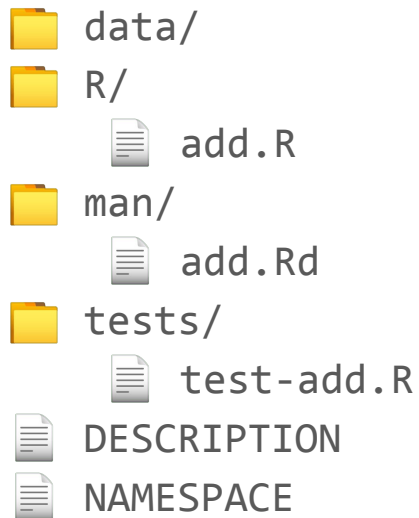 data/
R/
add.R
man/
add.Rd
tests/
test-add.R
DESCRIPTION
NAMESPACE